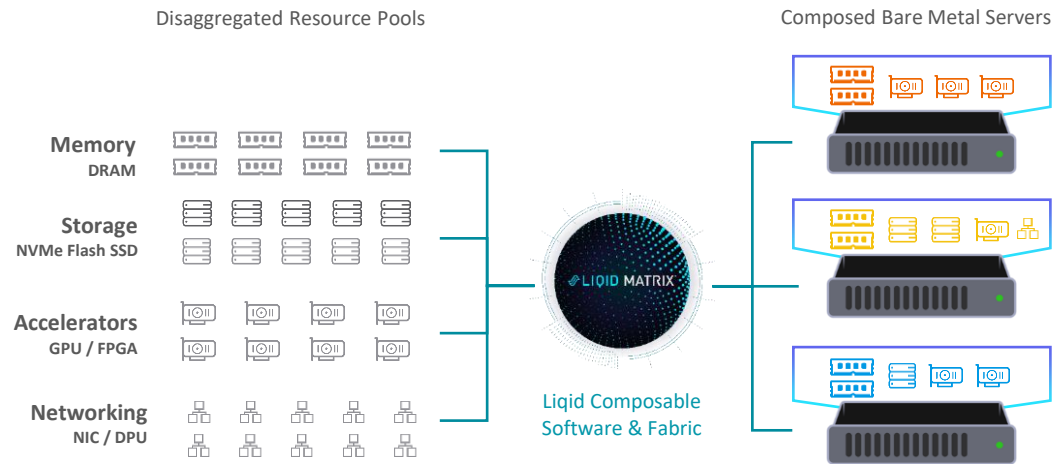 Disaggregated Resource Pools
Composed Bare Metal Servers
Memory
DRAM
Storage
NVMe Flash SSD
Accelerators
GPU / FPGA
Networking
NIC / DPU
LIQID MATRIX
Liqid Composable
Software & Fabric